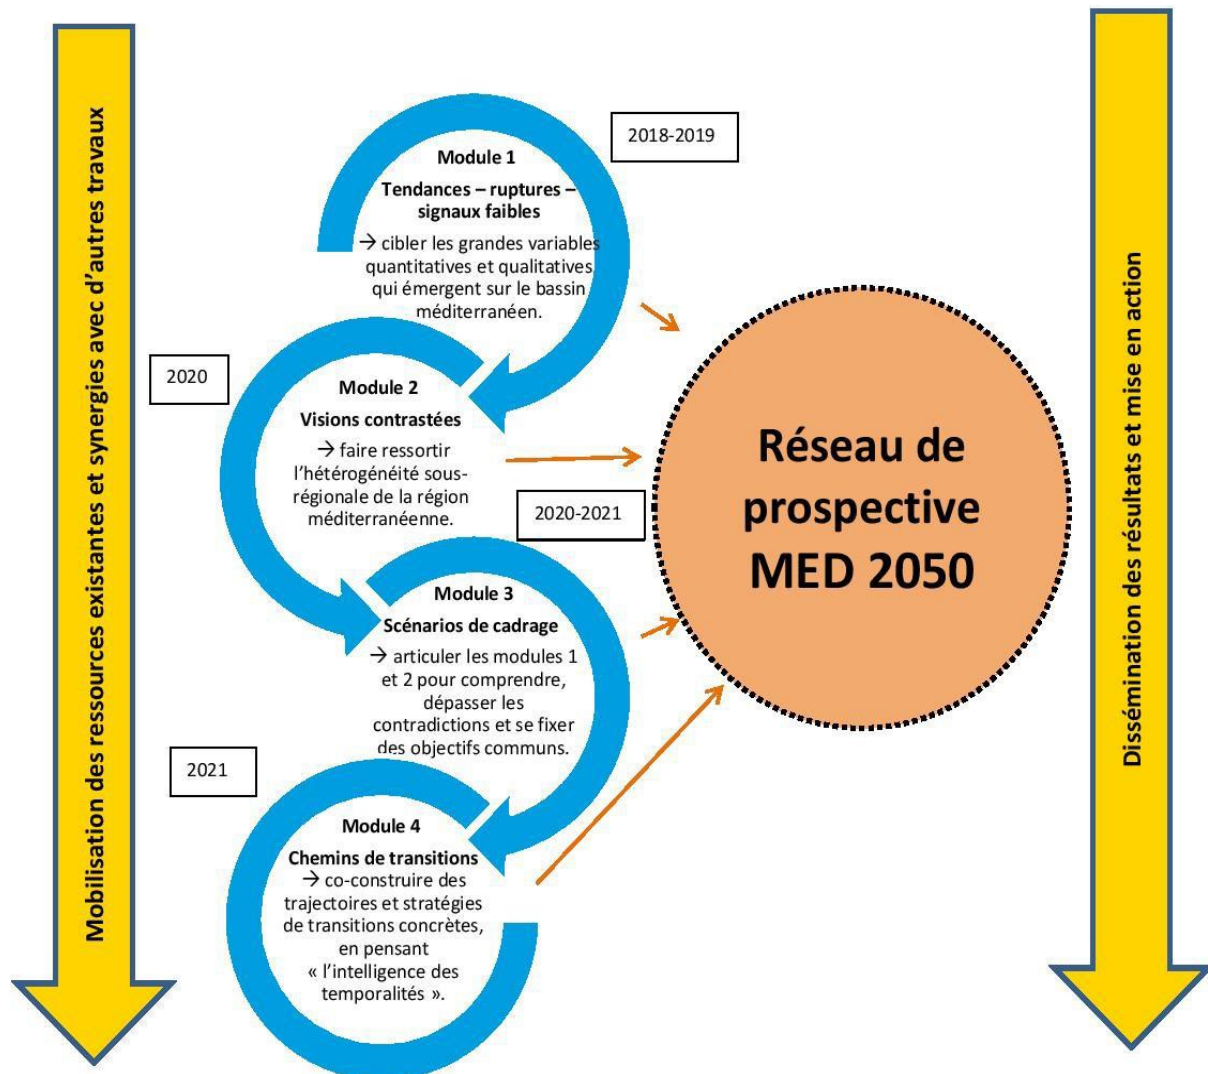 Mobilisation des ressources existantes et synergies avec d'autres travaux
2018-2019
Module 1
Tendances – ruptures –
signaux faibles
→ cibler les grandes variables
quantitatives et qualitatives
qui émergent sur le bassin
méditerranéen.
2020
Module 2
Visions contrastées
→ faire ressortir
l'hétérogénéité sous-
régionale de la région
méditerranéenne.
2020-2021
Module 3
Scénarios de cadrage
→ articuler les modules 1
et 2 pour comprendre,
dépasser les
contradictions et se fixer
des objectifs communs.
2021
Module 4
Chemins de transitions
→ co-construire des
trajectoires et stratégies
de transitions concrètes,
en pensant
« l'intelligence des
temporalités ».
Réseau de
prospective
MED 2050
Dissémination des résultats et mise en action